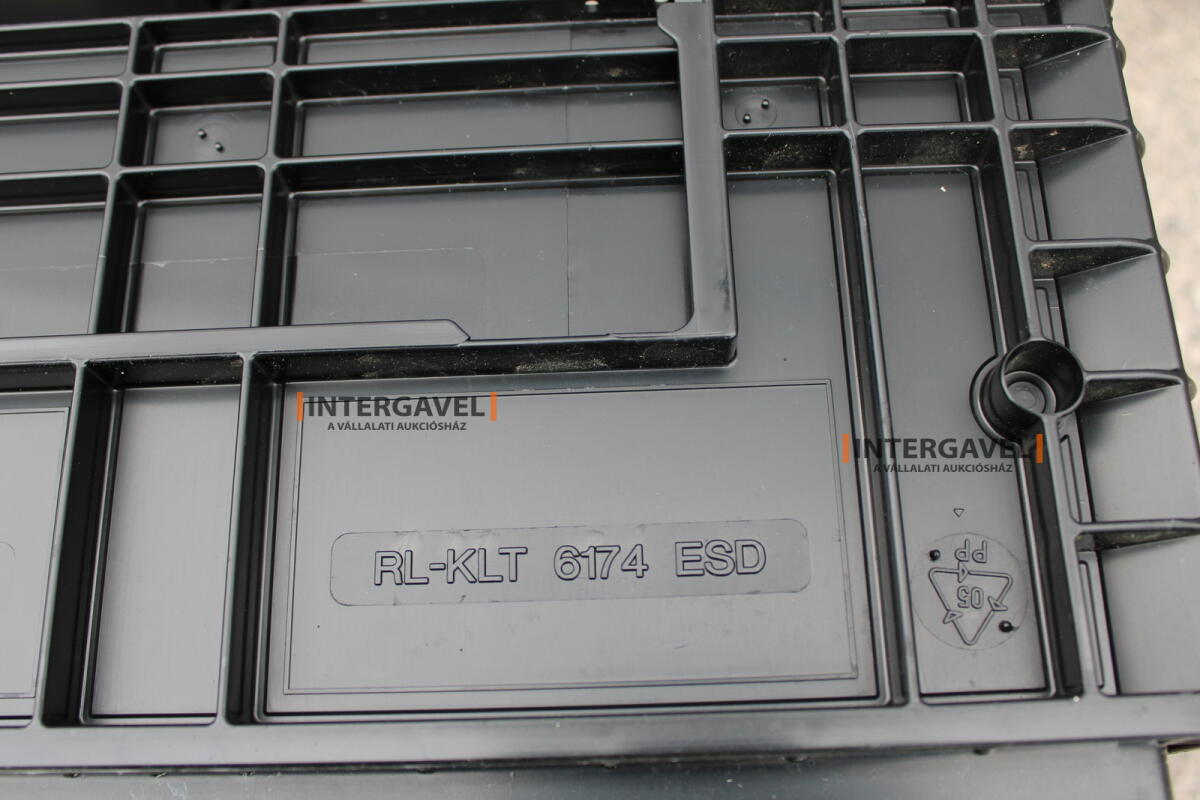 INTERGAVEL
A VÁLLALATI AUKCIÓSHÁZ
INTERGAVEL
A VÁLLALATI AUKCIÓSHÁZ
RL-KLT 6174 ESD
PP
05